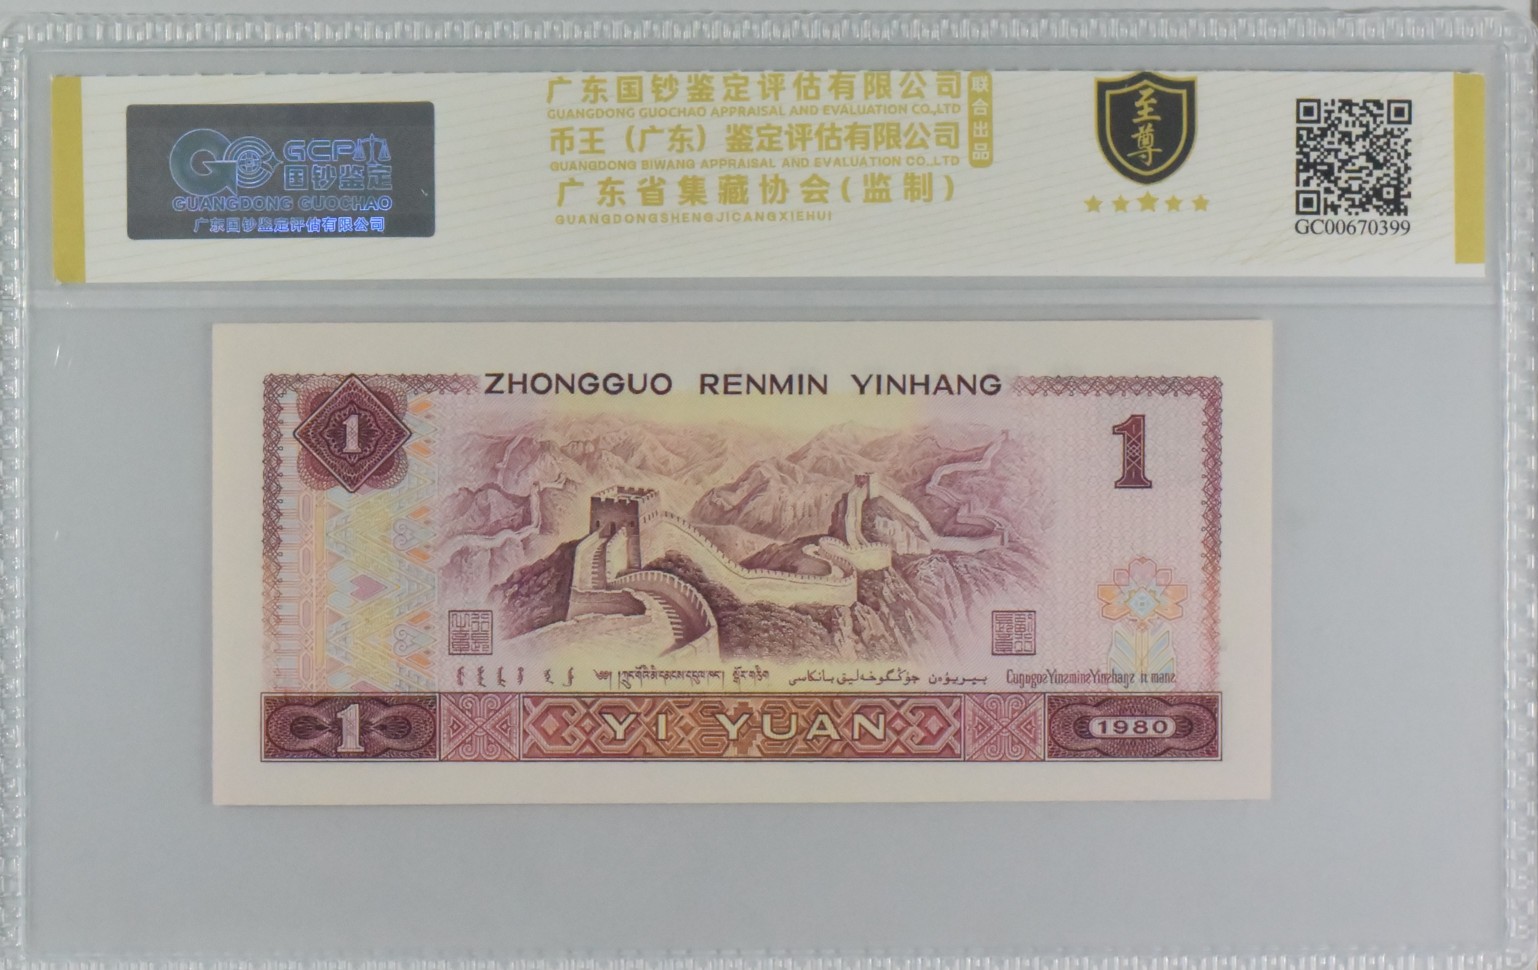 GCP
国钞鉴定
GUANGDONG GUOCHAO
广东国钞鉴定评估有限公司
广东国钞鉴定评估有限公司
GUANGDONG GUOCHAO APPRAISAL AND EVALUATION CO.,LTD
币王（广东）鉴定评估有限公司
GUANGDONG BIWANG APPRAISAL AND EVALUATION CO.,LTD
广东省集藏协会(监制)
GUANGDONGSHENGJICANGXIEHUI
联合出品
至尊
GC00670399
ZHONGGUO RENMIN YINHANG
1
1
1
YI YUAN
1980